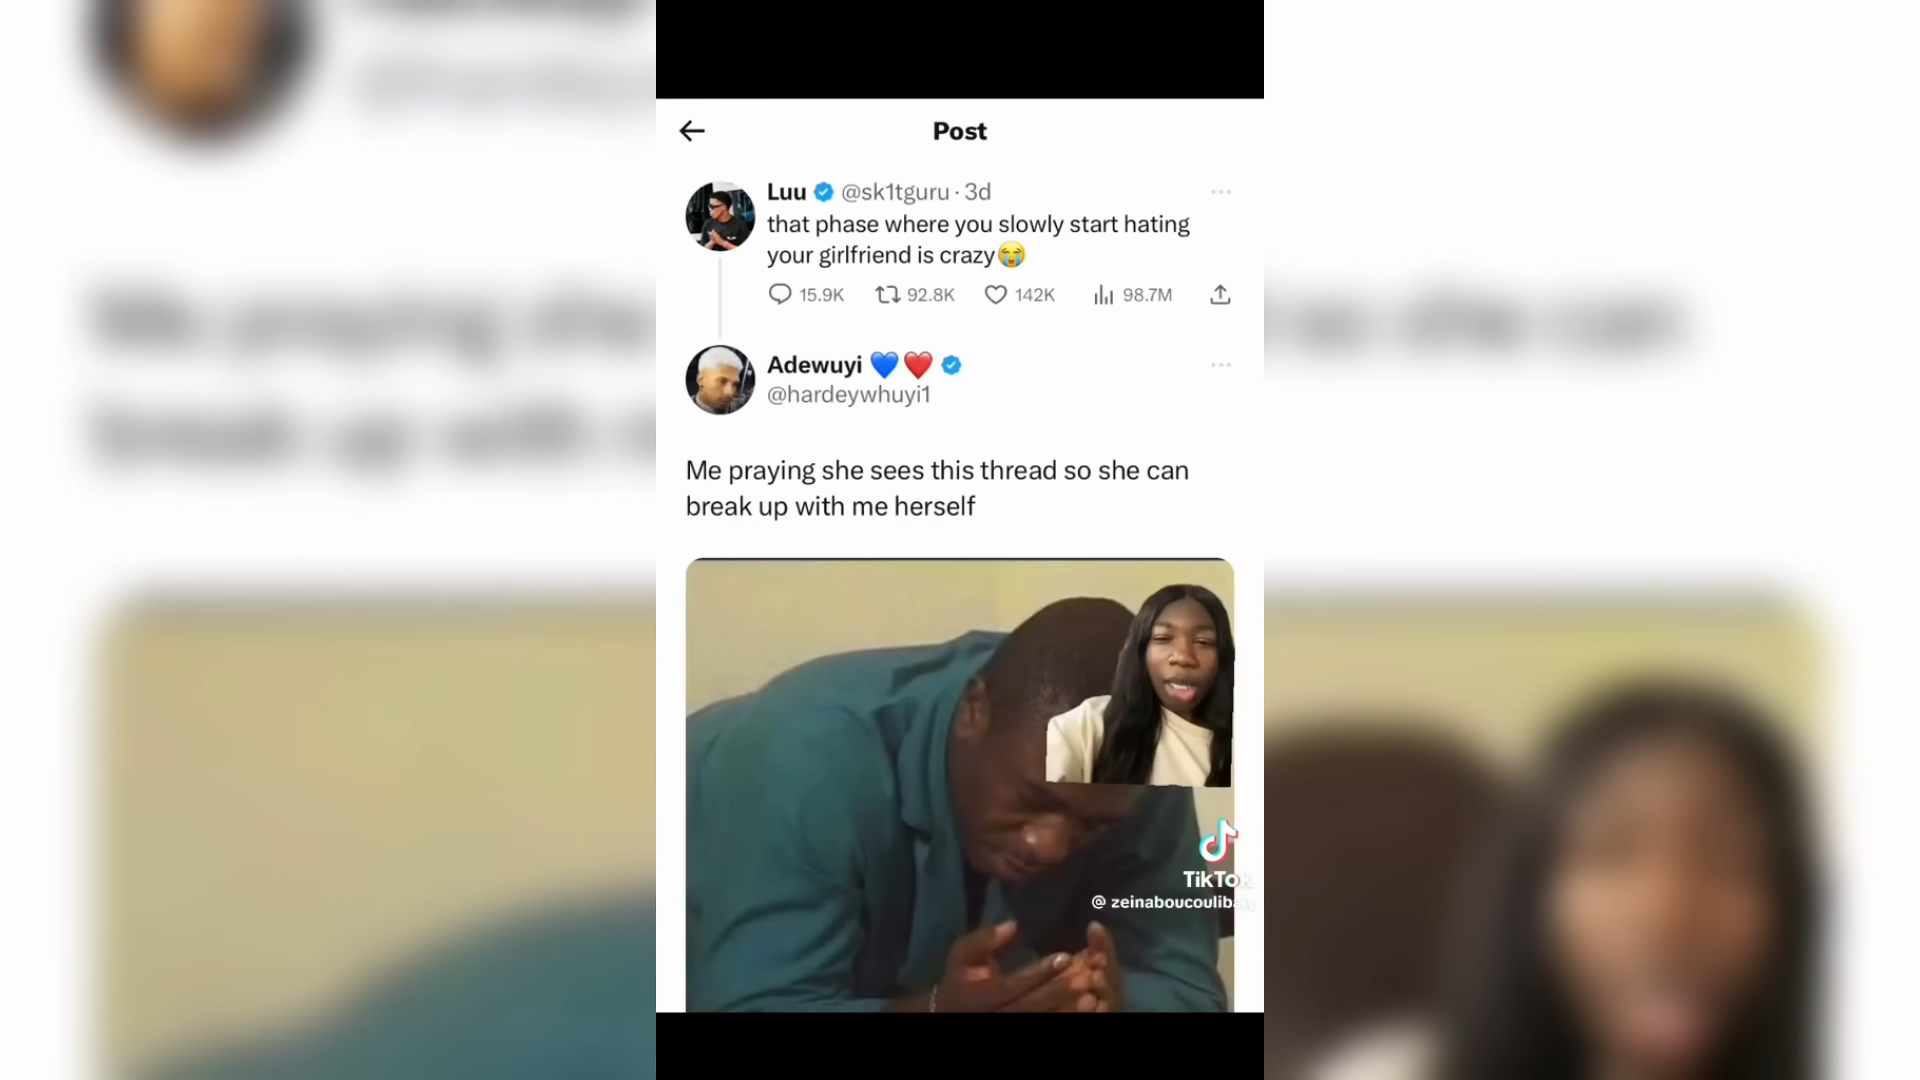 Post
Luu @sk1tguru · 3d
that phase where you slowly start hating
your girlfriend is crazy😭
15.9K 92.8K 142K 98.7M
Adewuyi 💙❤️
@hardeywhuyi1
Me praying she sees this thread so she can
break up with me herself
TikTok
@ zeinaboucoulibaly